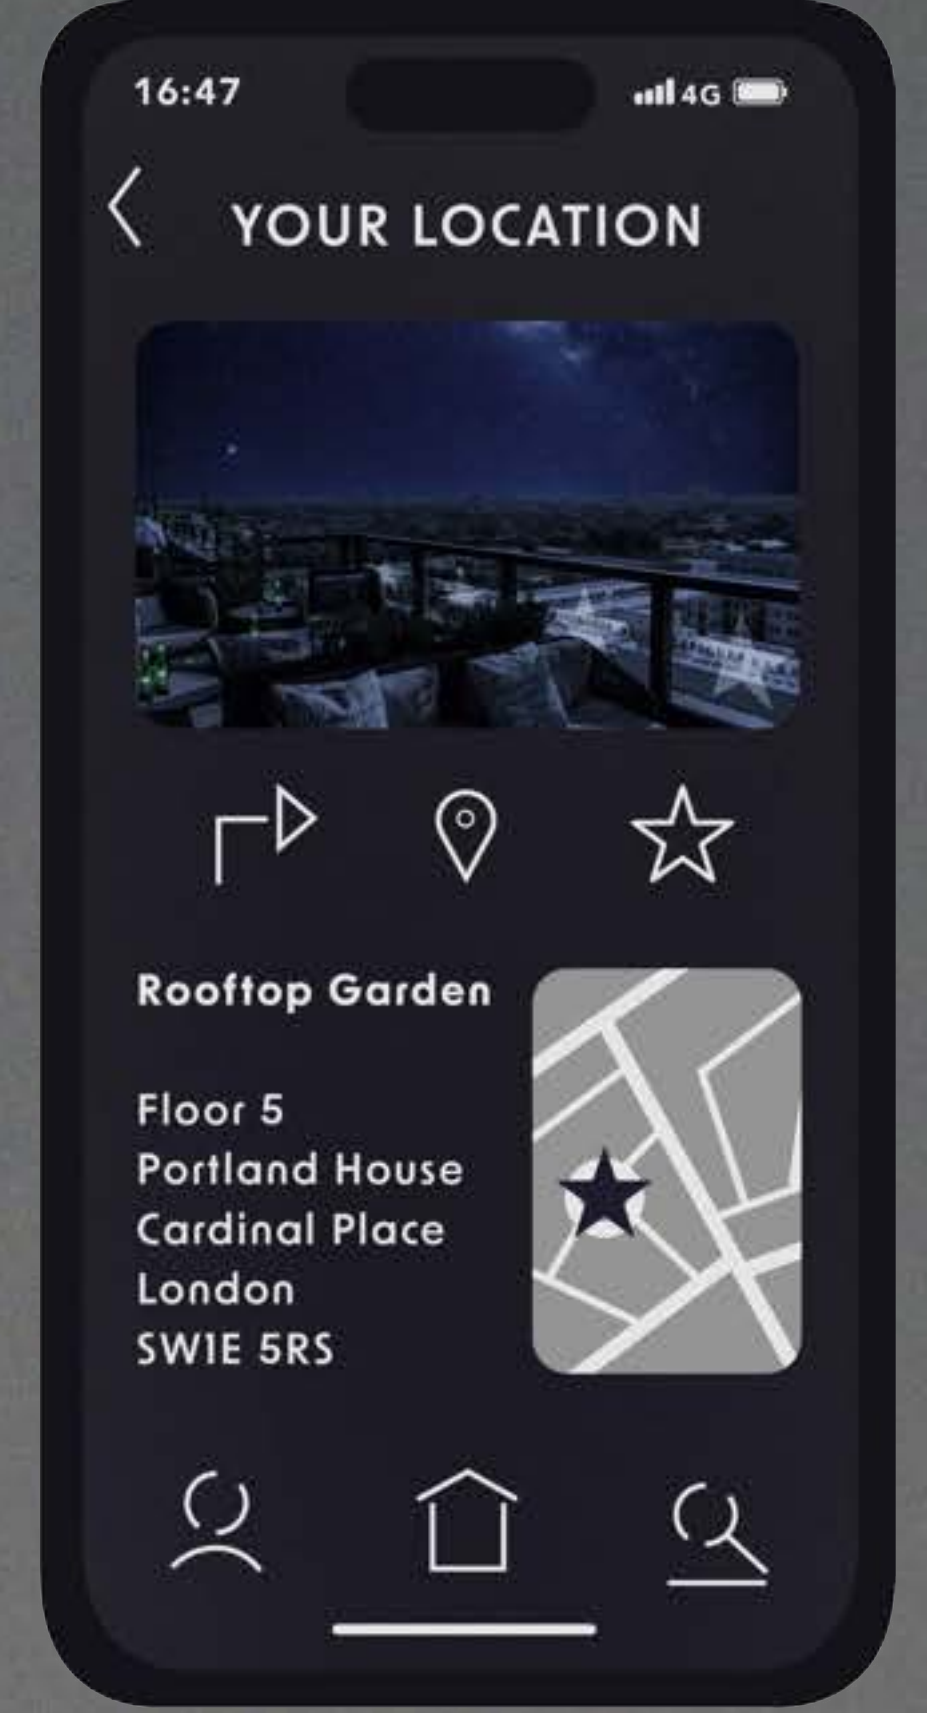 16:47
4G
YOUR LOCATION
Rooftop Garden
Floor 5
Portland House
Cardinal Place
London
SW1E 5RS